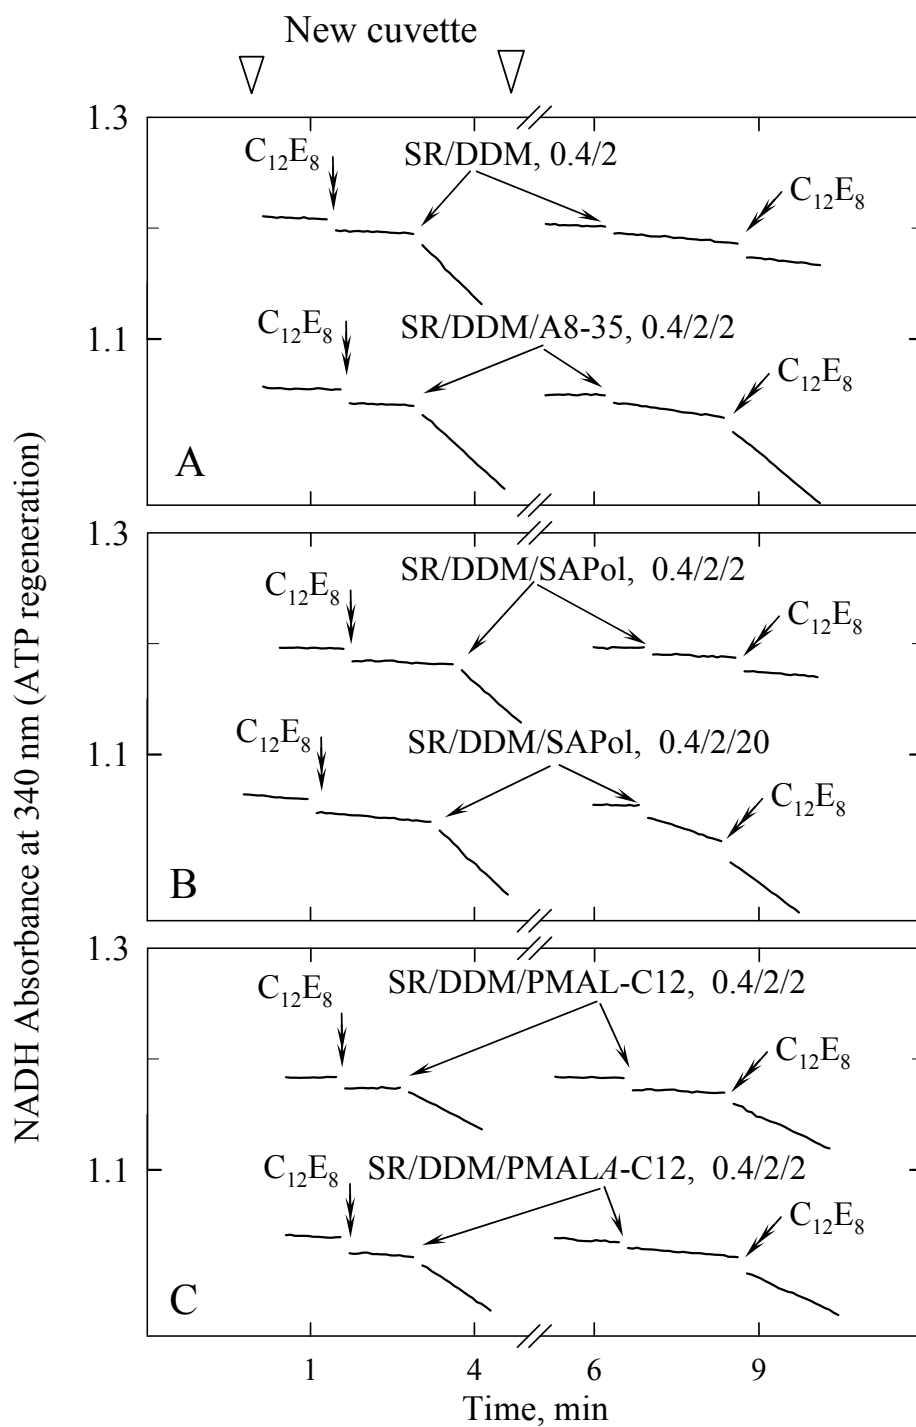 New cuvette
1.3
C₁₂E₈
SR/DDM, 0.4/2
C₁₂E₈
1.1
C₁₂E₈
SR/DDM/A8-35, 0.4/2/2
C₁₂E₈
A
1.3
SR/DDM/SAPol, 0.4/2/2
C₁₂E₈
C₁₂E₈
1.1
C₁₂E₈
SR/DDM/SAPol, 0.4/2/20
C₁₂E₈
B
1.3
SR/DDM/PMAL-C12, 0.4/2/2
C₁₂E₈
C₁₂E₈
1.1
C₁₂E₈
SR/DDM/PMALA-C12, 0.4/2/2
C₁₂E₈
C
NADH Absorbance at 340 nm (ATP regeneration)
1 4 6 9
Time, min